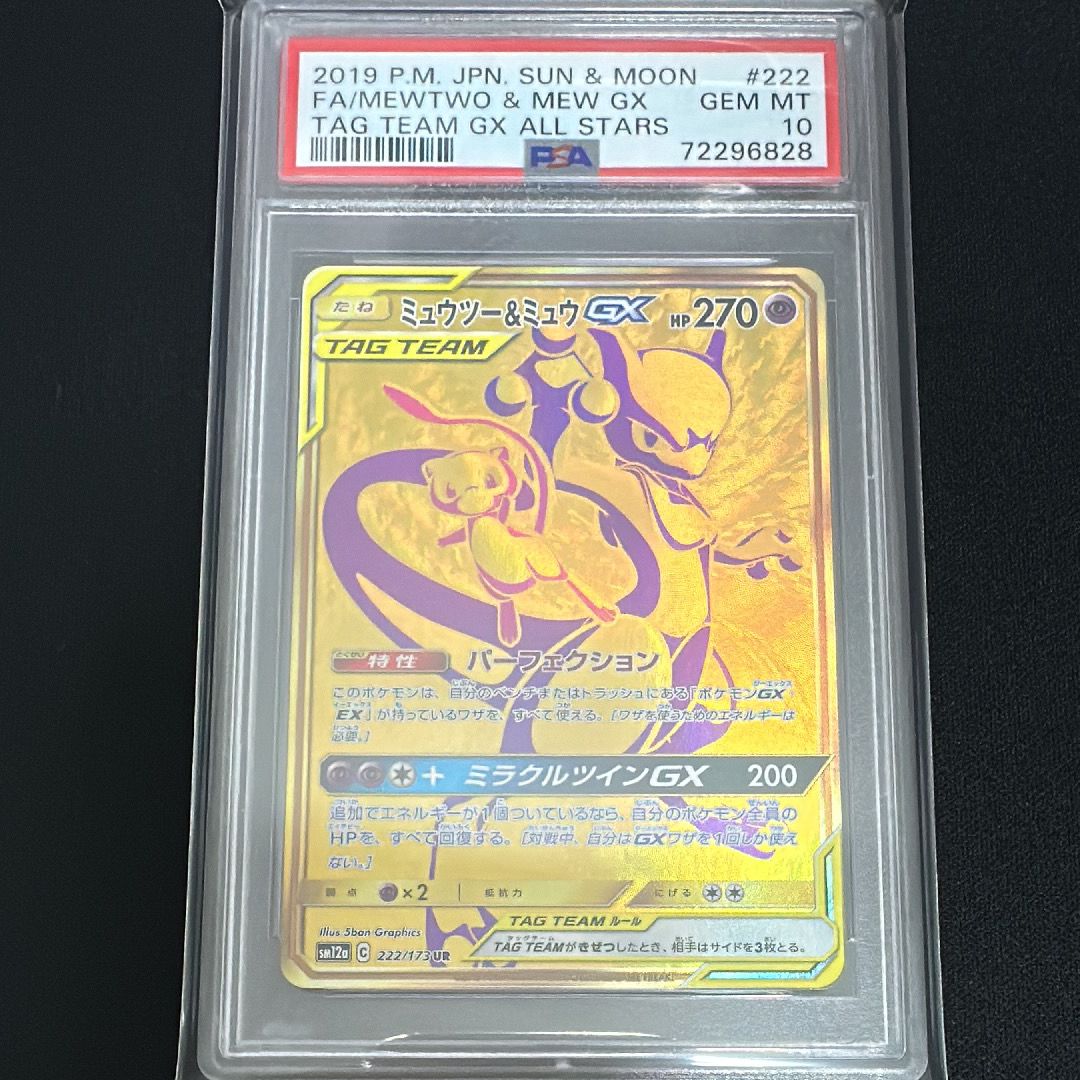 2019 P.M. JPN. SUN & MOON #222
FA/MEWTWO & MEW GX GEM MT
TAG TEAM GX ALL STARS 10
PSA 72296828
たね ミュウツー&ミュウGX HP 270
TAG TEAM
特性 パーフェクション
このポケモンは、自分のベンチまたはトラッシュにある「ポケモンGX・
EX」が持っているワザを、すべて使える。[ワザを使うためのエネルギーは
必要。]
+ ミラクルツインGX 200
追加でエネルギーが1個ついているなら、自分のポケモン全員の
HPを、すべて回復する。[対戦中、自分はGXワザを1回しか使え
ない。]
弱点 ×2 抵抗力 にげる
Illus. 5ban Graphics
TAG TEAM ルール
TAG TEAMがきぜつしたとき、相手はサイドを3枚とる。
sm12a C 222/173 UR